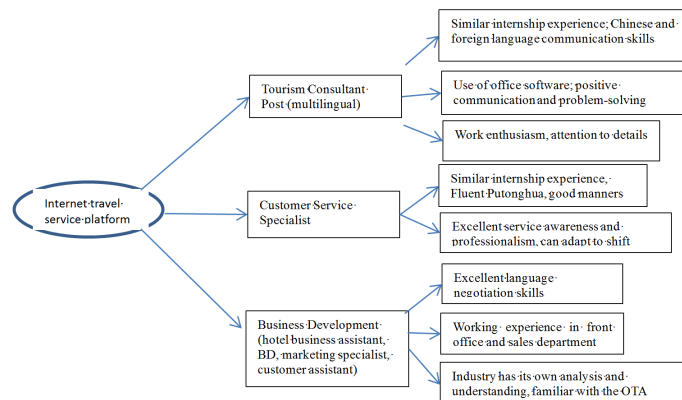 Internet travel
service platform
Tourism Consultant
Post (multilingual)
Similar internship experience; Chinese and
foreign language communication skills
Use of office software; positive
communication and problem-solving
Work enthusiasm, attention to details
Customer Service
Specialist
Similar internship experience,
Fluent Putonghua, good manners
Excellent service awareness and
professionalism, can adapt to shift
Business Development
(hotel business assistant,
BD, marketing specialist,
customer assistant)
Excellent language
negotiation skills
Working experience in front
office and sales department
Industry has its own analysis and
understanding, familiar with the OTA